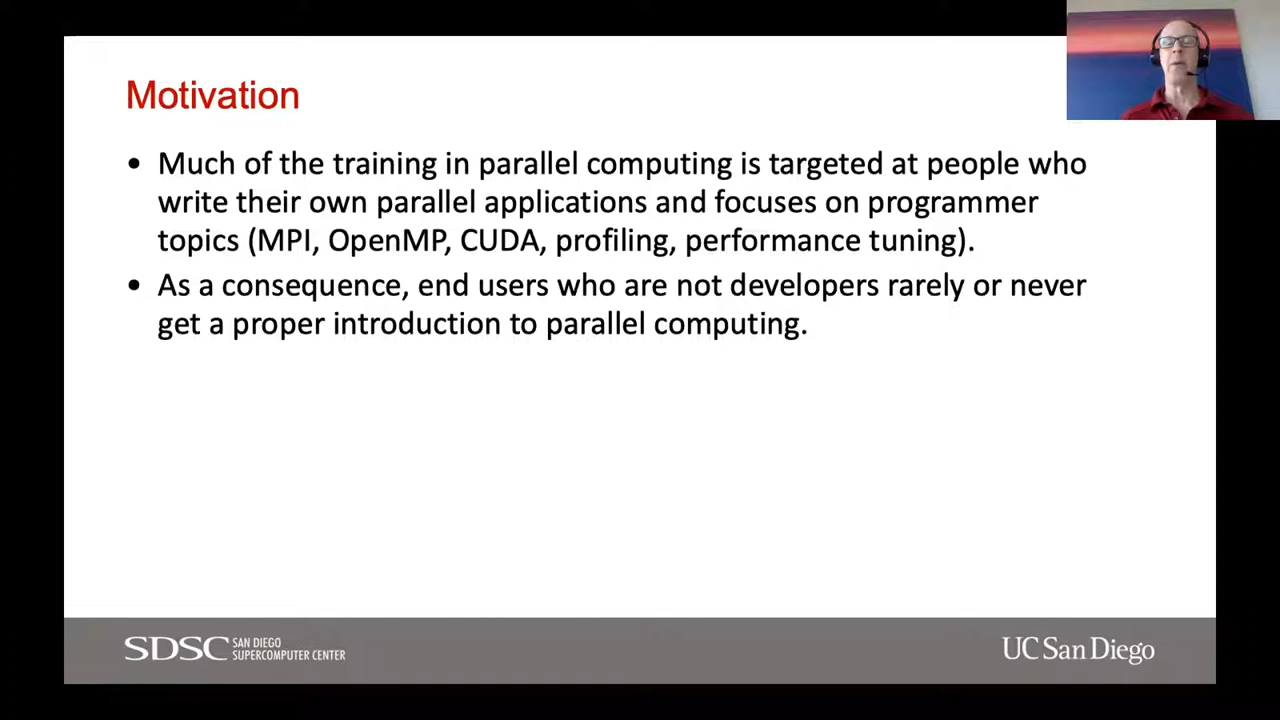 Motivation
• Much of the training in parallel computing is targeted at people who
write their own parallel applications and focuses on programmer
topics (MPI, OpenMP, CUDA, profiling, performance tuning).
• As a consequence, end users who are not developers rarely or never
get a proper introduction to parallel computing.
SDSC SAN DIEGO
SUPERCOMPUTER CENTER
UC San Diego